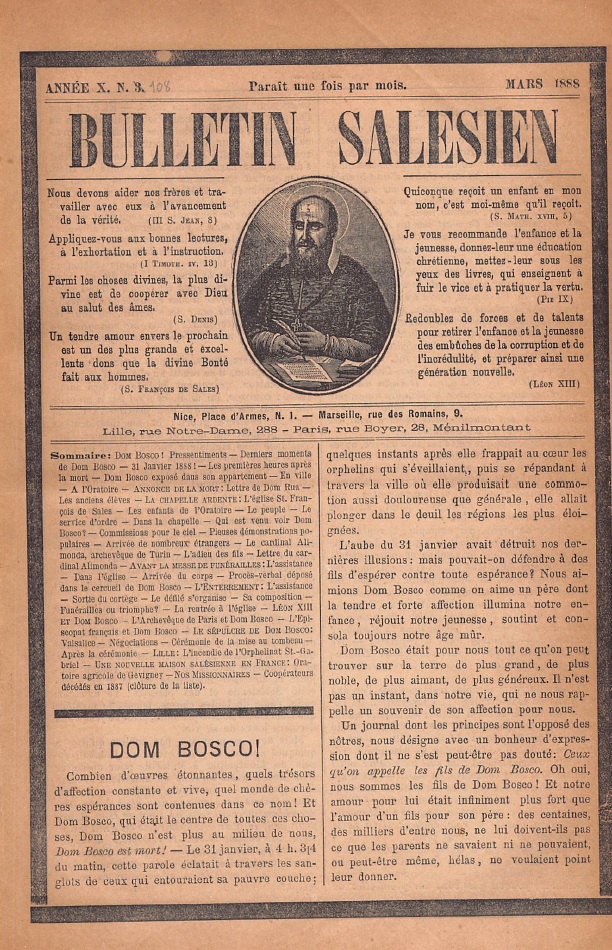 ANNÉE X. N. 3. 108
Paraît une fois par mois.
MARS 1888
BULLETIN SALESIEN
Nous devons aider nos frères et tra-
vailler avec eux à l'avancement
de la vérité. (III S. JEAN, 8)
Appliquez-vous aux bonnes lectures,
à l'exhortation et à l'instruction.
(I TIMOTH. IV. 13)
Parmi les choses divines, la plus di-
vine est de coopérer avec Dieu
au salut des âmes.
(S. DENIS)
Un tendre amour envers le prochain
est un des plus grands et excel-
lents dons que la divine Bonté
fait aux hommes.
(S. FRANÇOIS DE SALES)
Quiconque reçoit un enfant en mon
nom, c'est moi-même qu'il reçoit.
(S. MATH. XVIII, 5)
Je vous recommande l'enfance et la
jeunesse, donnez-leur une éducation
chrétienne, mettez-leur sous les
yeux des livres, qui enseignent à
fuir le vice et à pratiquer la vertu.
(PIE IX)
Redoublez de forces et de talents
pour retirer l'enfance et la jeunesse
des embûches de la corruption et de
l'incrédulité, et préparer ainsi une
génération nouvelle.
(LÉON XIII)
Nice, Place d'Armes, N. 1. — Marseille, rue des Romains, 9.
Lille, rue Notre-Dame, 288 - Paris, rue Boyer, 28, Ménilmontant
Sommaire: DOM BOSCO! Pressentiments — Derniers moments
de Dom Bosco — 31 Janvier 1888! — Les premières heures après
la mort — Dom Bosco exposé dans son appartement — En ville
— A l'Oratoire — ANNONCE DE LA MORT: Lettre de Dom Rua —
Les anciens élèves — LA CHAPELLE ARDENTE: L'église St. Fran-
çois de Sales — Les enfants de l'Oratoire — Le peuple — Le
service d'ordre — Dans la chapelle — Qui est venu voir Dom
Bosco? — Commissions pour le ciel — Pieuses démonstrations po-
pulaires — Arrivée de nombreux étrangers — Le cardinal Ali-
monda, archevêque de Turin — L'adieu des fils — Lettre du car-
dinal Alimonda — AVANT LA MESSE DE FUNÉRAILLES: L'assistance
— Dans l'église — Arrivée du corps — Procès-verbal déposé
dans le cercueil de Dom Bosco — L'ENTERREMENT: L'assistance
— Sortie du cortège — Le défilé s'organise — Sa composition —
Funérailles ou triomphe? — La rentrée à l'église — LÉON XIII
ET DOM BOSCO — L'Archevêque de Paris et Dom Bosco — L'Epi-
scopat français et Dom Bosco — LE SÉPULCRE DE DOM BOSCO:
Valsalice — Négociations — Cérémonie de la mise au tombeau —
Après la cérémonie — LILLE: L'incendie de l'Orphelinat St.-Ga-
briel — UNE NOUVELLE MAISON SALÉSIENNE EN FRANCE: Ora-
toire agricole de Gevigney — NOS MISSIONNAIRES — Coopérateurs
décédés en 1887 (clôture de la liste).
DOM BOSCO!
Combien d'œuvres étonnantes, quels trésors
d'affection constante et vive, quel monde de chè-
res espérances sont contenues dans ce nom! Et
Dom Bosco, qui était le centre de toutes ces cho-
ses, Dom Bosco n'est plus au milieu de nous,
Dom Bosco est mort! — Le 31 janvier, à 4 h. 3/4
du matin, cette parole éclatait à travers les san-
glots de ceux qui entouraient sa pauvre couche;
quelques instants après elle frappait au cœur les
orphelins qui s'éveillaient, puis se répandant à
travers la ville où elle produisait une commo-
tion aussi douloureuse que générale, elle allait
plonger dans le deuil les régions les plus éloi-
gnées.
L'aube du 31 janvier avait détruit nos der-
nières illusions: mais pouvait-on défendre à des
fils d'espérer contre toute espérance? Nous ai-
mions Dom Bosco comme on aime un père dont
la tendre et forte affection illumina notre en-
fance, réjouit notre jeunesse, soutint et con-
sola toujours notre âge mûr.
Dom Bosco était pour nous tout ce qu'on peut
trouver sur la terre de plus grand, de plus
noble, de plus aimant, de plus généreux. Il n'est
pas un instant, dans notre vie, qui ne nous rap-
pelle un souvenir de son affection pour nous.
Un journal dont les principes sont l'opposé des
nôtres, nous désigne avec un bonheur d'expres-
sion dont il ne s'est peut-être pas douté: Ceux
qu'on appelle les fils de Dom Bosco. Oh oui,
nous sommes les fils de Dom Bosco! Et notre
amour pour lui était infiniment plus fort que
l'amour d'un fils pour son père: des centaines,
des milliers d'entre nous, ne lui doivent-ils pas
ce que les parents ne savaient ni ne pouvaient,
ou peut-être même, hélas, ne voulaient point
leur donner.